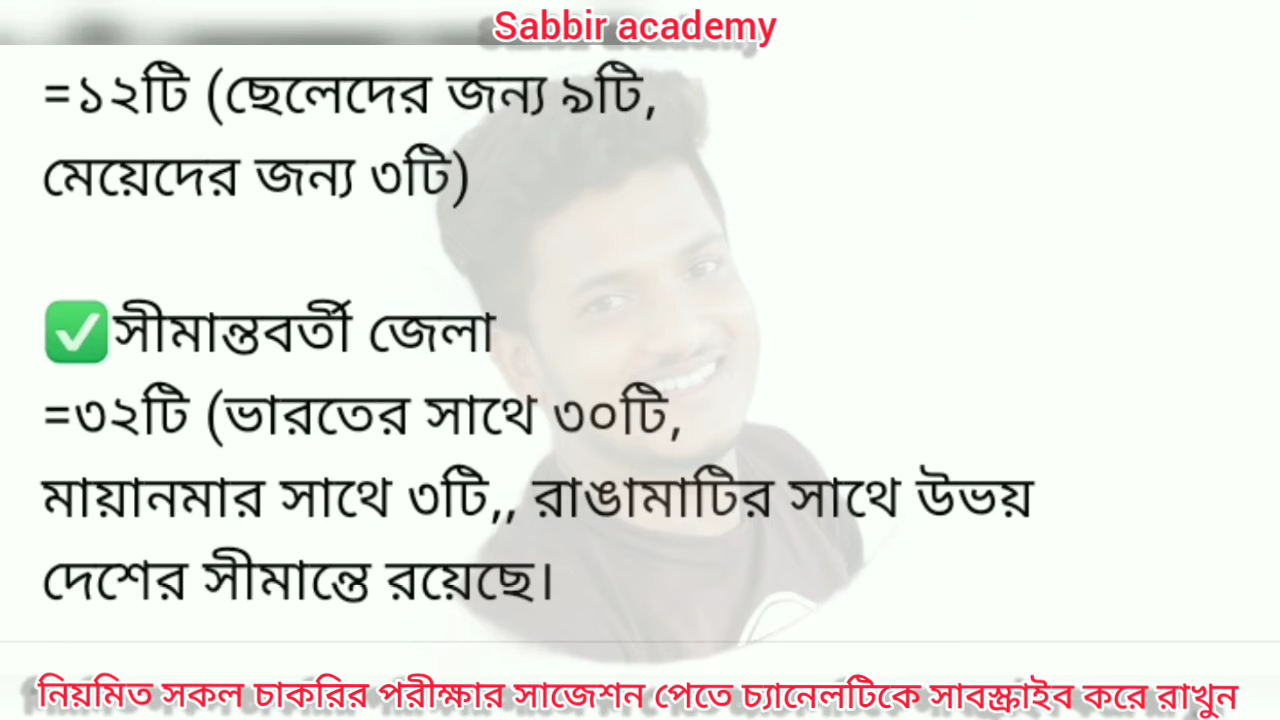 Sabbir academy
=১২টি (ছেলেদের জন্য ৯টি,
মেয়েদের জন্য ৩টি)
✅সীমান্তবর্তী জেলা
=৩২টি (ভারতের সাথে ৩০টি,
মায়ানমার সাথে ৩টি,, রাঙামাটির সাথে উভয়
দেশের সীমান্তে রয়েছে।
নিয়মিত সকল চাকরির পরীক্ষার সাজেশন পেতে চ্যানেলটিকে সাবস্ক্রাইব করে রাখুন